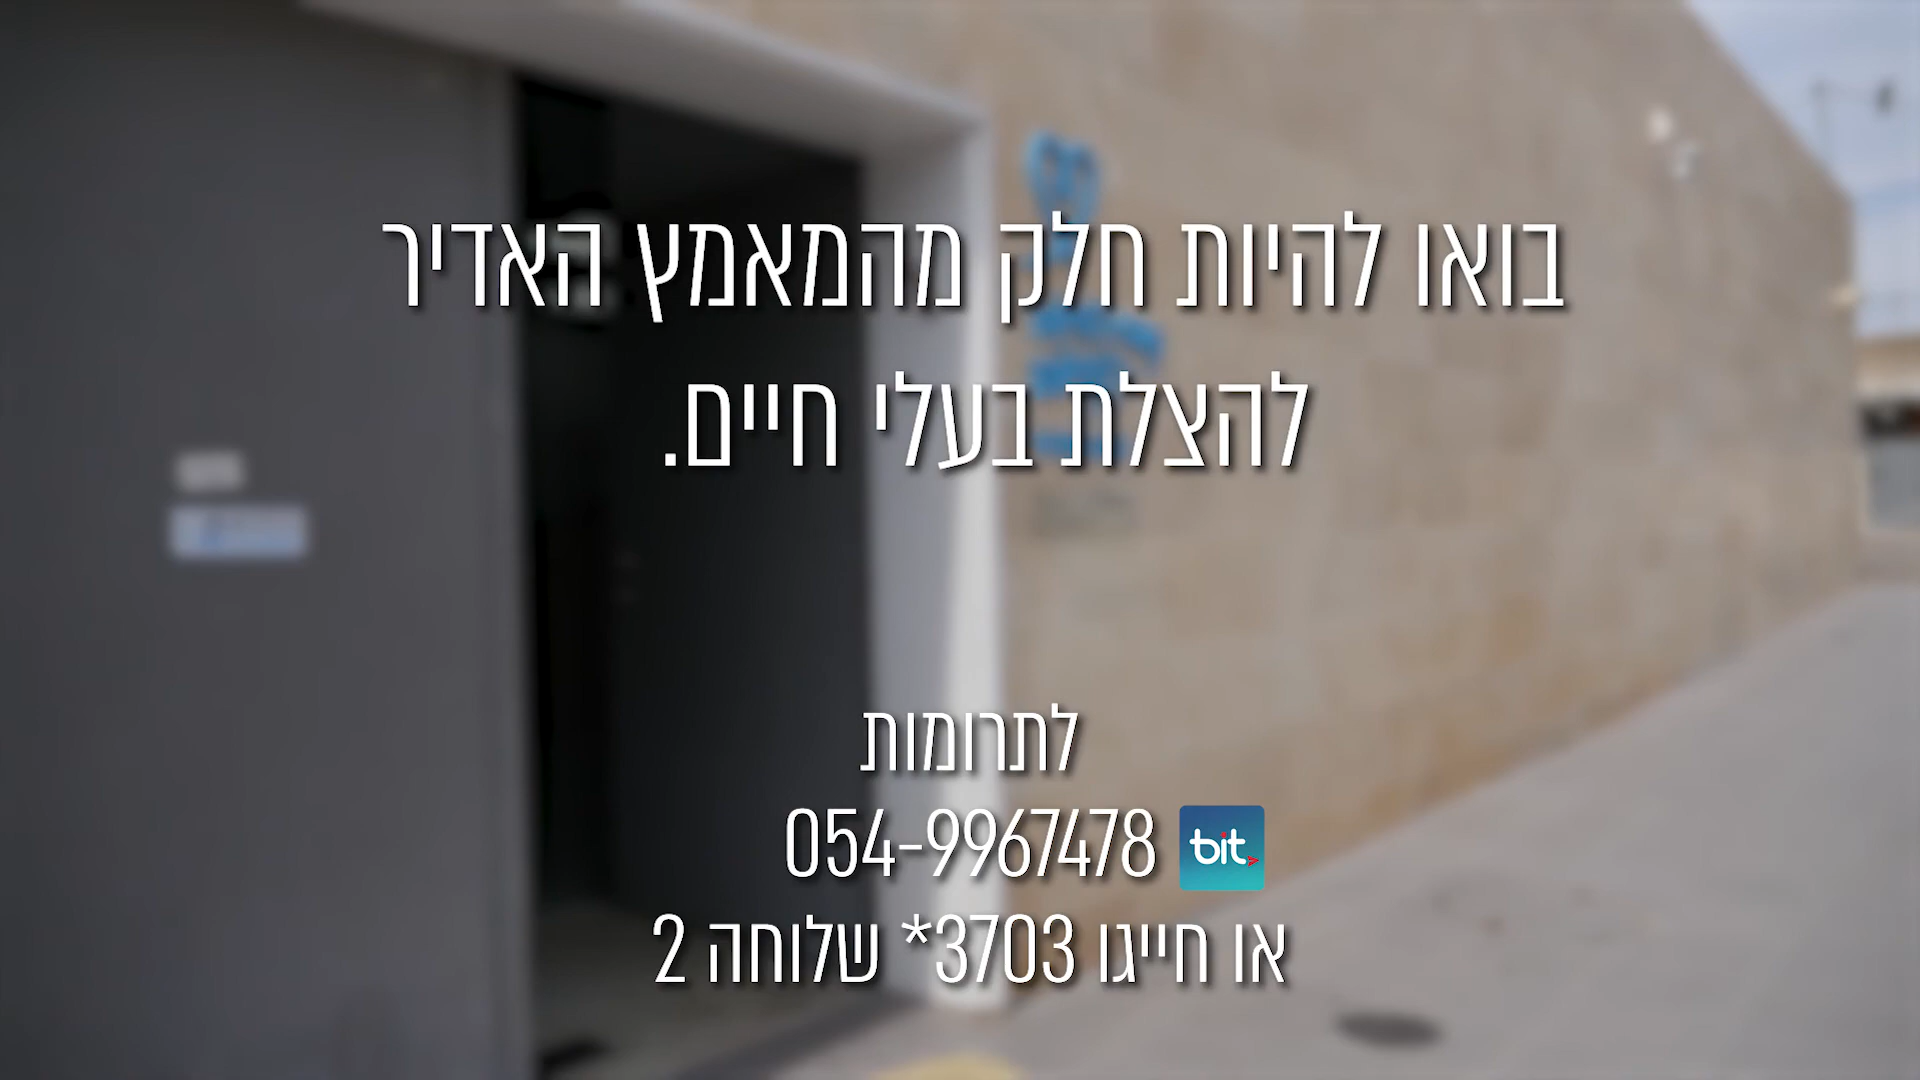 בואו להיות חלק מהמאמץ האדיר
להצלת בעלי חיים.
לתרומות
bit 054-9967478
או חייגו 3703* שלוחה 2